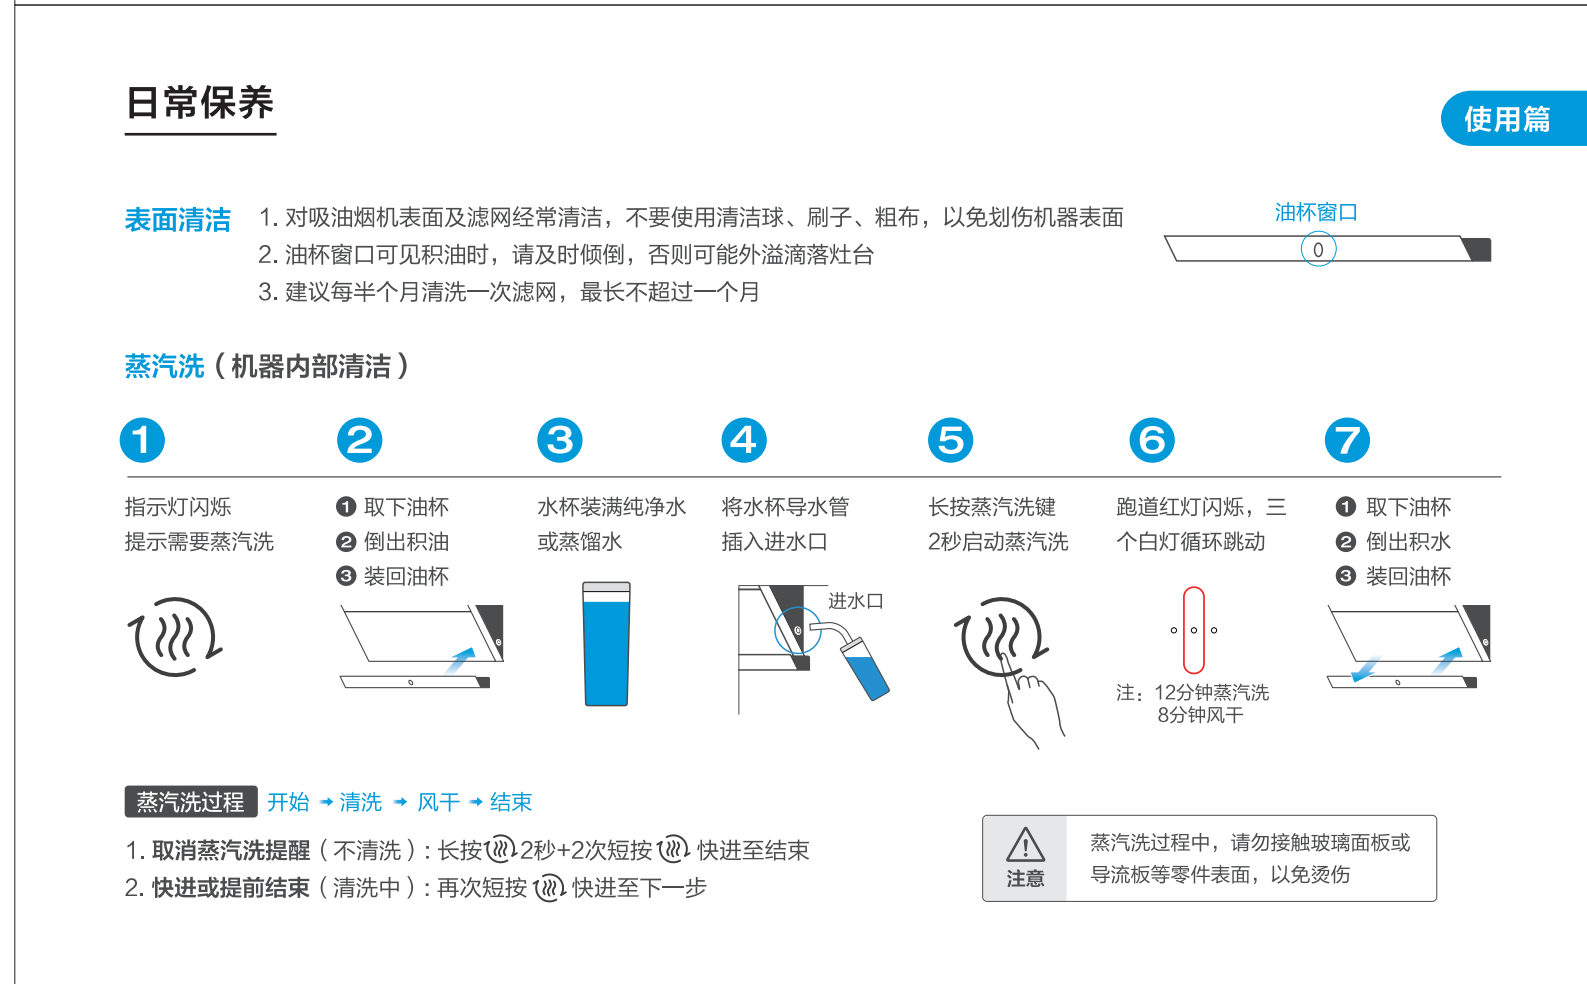 日常保养
使用篇
表面清洁
1. 对吸油烟机表面及滤网经常清洁，不要使用清洁球、刷子、粗布，以免划伤机器表面
2. 油杯窗口可见积油时，请及时倾倒，否则可能外溢滴落灶台
3. 建议每半个月清洗一次滤网，最长不超过一个月
油杯窗口
蒸汽洗（机器内部清洁）
1
指示灯闪烁
提示需要蒸汽洗
2
1 取下油杯
2 倒出积油
3 装回油杯
3
水杯装满纯净水
或蒸馏水
4
将水杯导水管
插入进水口
进水口
5
长按蒸汽洗键
2秒启动蒸汽洗
6
跑道红灯闪烁，三
个白灯循环跳动
注：12分钟蒸汽洗
8分钟风干
7
1 取下油杯
2 倒出积水
3 装回油杯
蒸汽洗过程 开始 → 清洗 → 风干 → 结束
1. 取消蒸汽洗提醒（不清洗）: 长按 2秒+2次短按 快进至结束
2. 快进或提前结束（清洗中）: 再次短按 快进至下一步
注意
蒸汽洗过程中，请勿接触玻璃面板或
导流板等零件表面，以免烫伤